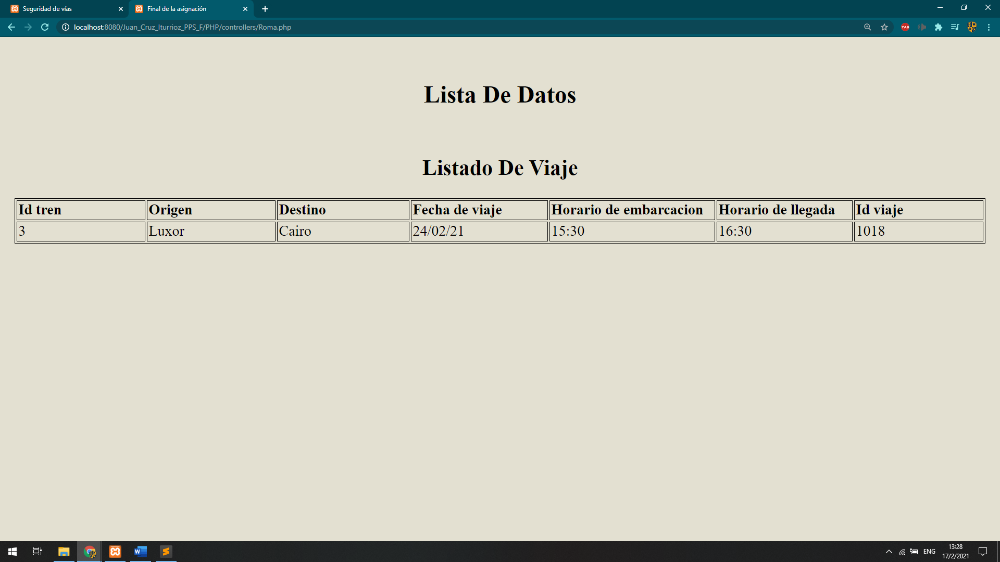 Seguridad de vías
Final de la asignación
localhost:8080/Juan_Cruz_Iturrioz_PPS_F/PHP/controllers/Roma.php
YAB
Lista De Datos
Listado De Viaje
Id tren Origen Destino Fecha de viaje Horario de embarcacion Horario de llegada Id viaje
3 Luxor Cairo 24/02/21 15:30 16:30 1018
W
ENG
13:28
17/2/2021